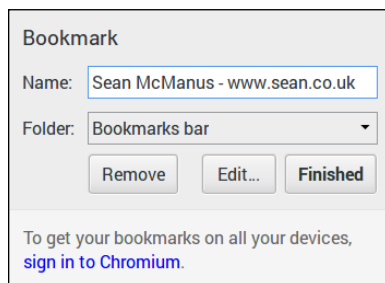 Bookmark
Name: Sean McManus - www.sean.co.uk
Folder: Bookmarks bar
Remove Edit... Finished
To get your bookmarks on all your devices,
sign in to Chromium.